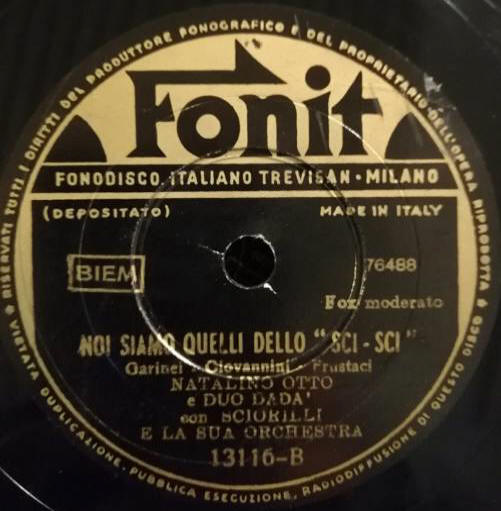 RISERVATI TUTTI I DIRITTI DEL PRODUTTORE FONOGRAFICO E DEL PROPRIETARIO DELL'OPERA RIPRODOTTA
Fonit
FONODISCO ITALIANO TREVISAN • MILANO
(DEPOSITATO) MADE IN ITALY
BIEM 76488
Fox moderato
NOI SIAMO QUELLI DELLO "SCI - SCI"
Garinei - Giovannini - Frustaci
NATALINO OTTO
e DUO DADA'
con SCIORILLI
E LA SUA ORCHESTRA
13116-B
VIETATA DUPLICAZIONE, PUBBLICA ESECUZIONE, RADIODIFFUSIONE DI QUESTO DISCO